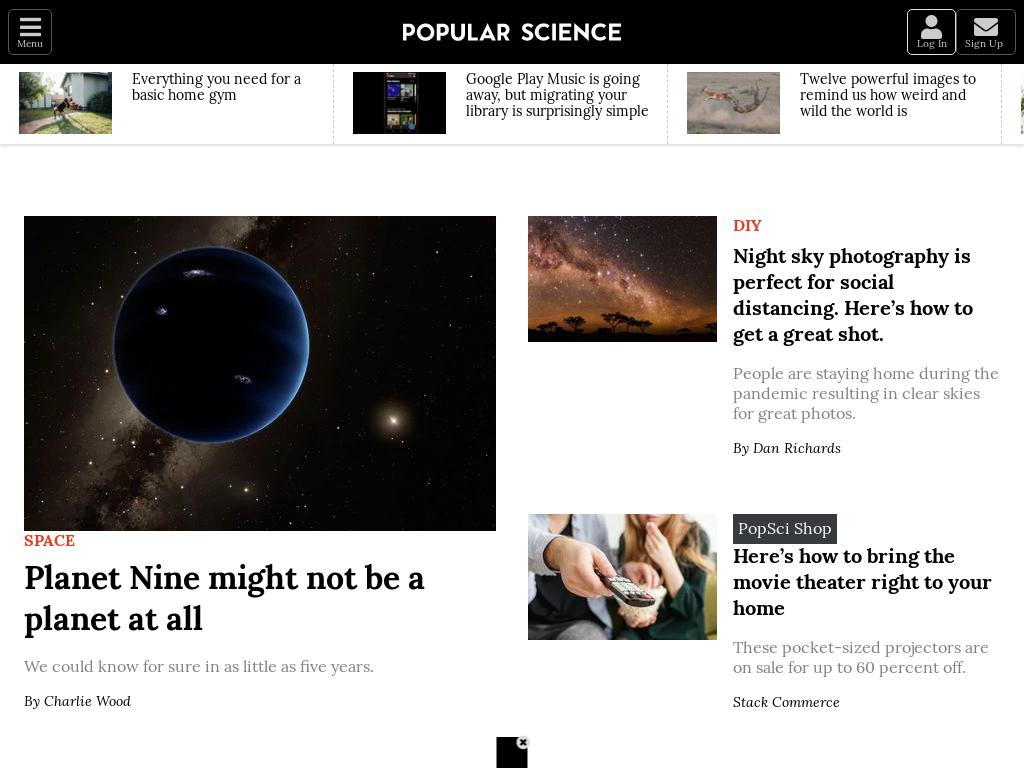 Menu
POPULAR SCIENCE
Log In
Sign Up
Everything you need for a
basic home gym
Google Play Music is going
away, but migrating your
library is surprisingly simple
Twelve powerful images to
remind us how weird and
wild the world is
SPACE
Planet Nine might not be a
planet at all
We could know for sure in as little as five years.
By Charlie Wood
DIY
Night sky photography is
perfect for social
distancing. Here’s how to
get a great shot.
People are staying home during the
pandemic resulting in clear skies
for great photos.
By Dan Richards
PopSci Shop
Here’s how to bring the
movie theater right to your
home
These pocket-sized projectors are
on sale for up to 60 percent off.
Stack Commerce